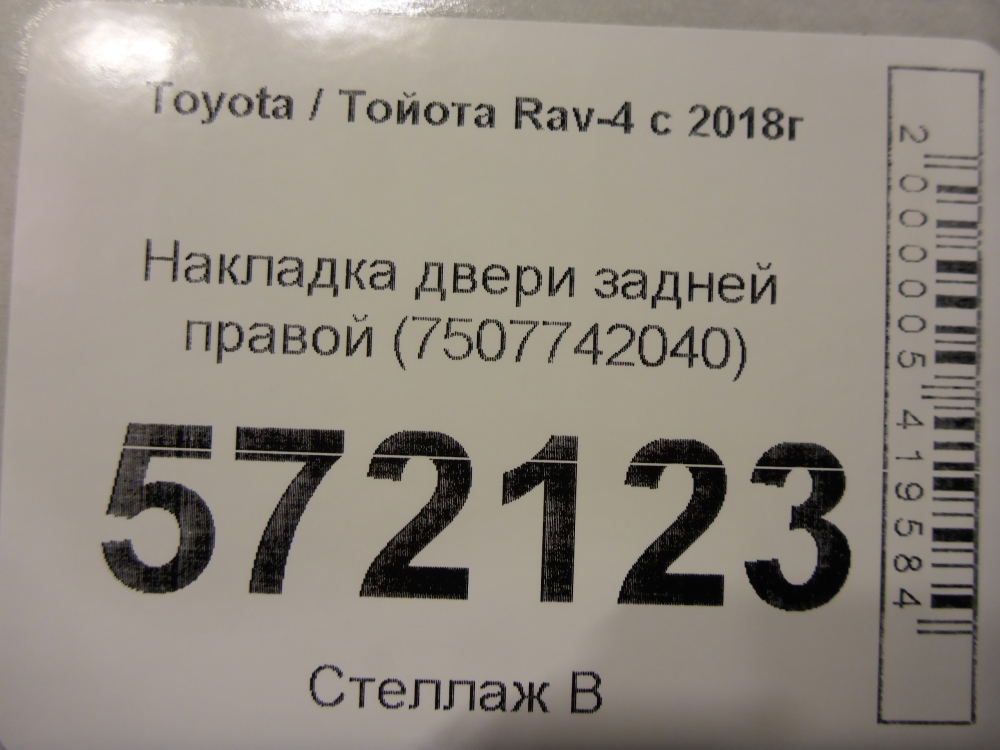 Toyota / Тойота Rav-4 с 2018г
Накладка двери задней
правой (7507742040)
572123
Стеллаж В
2000005419584